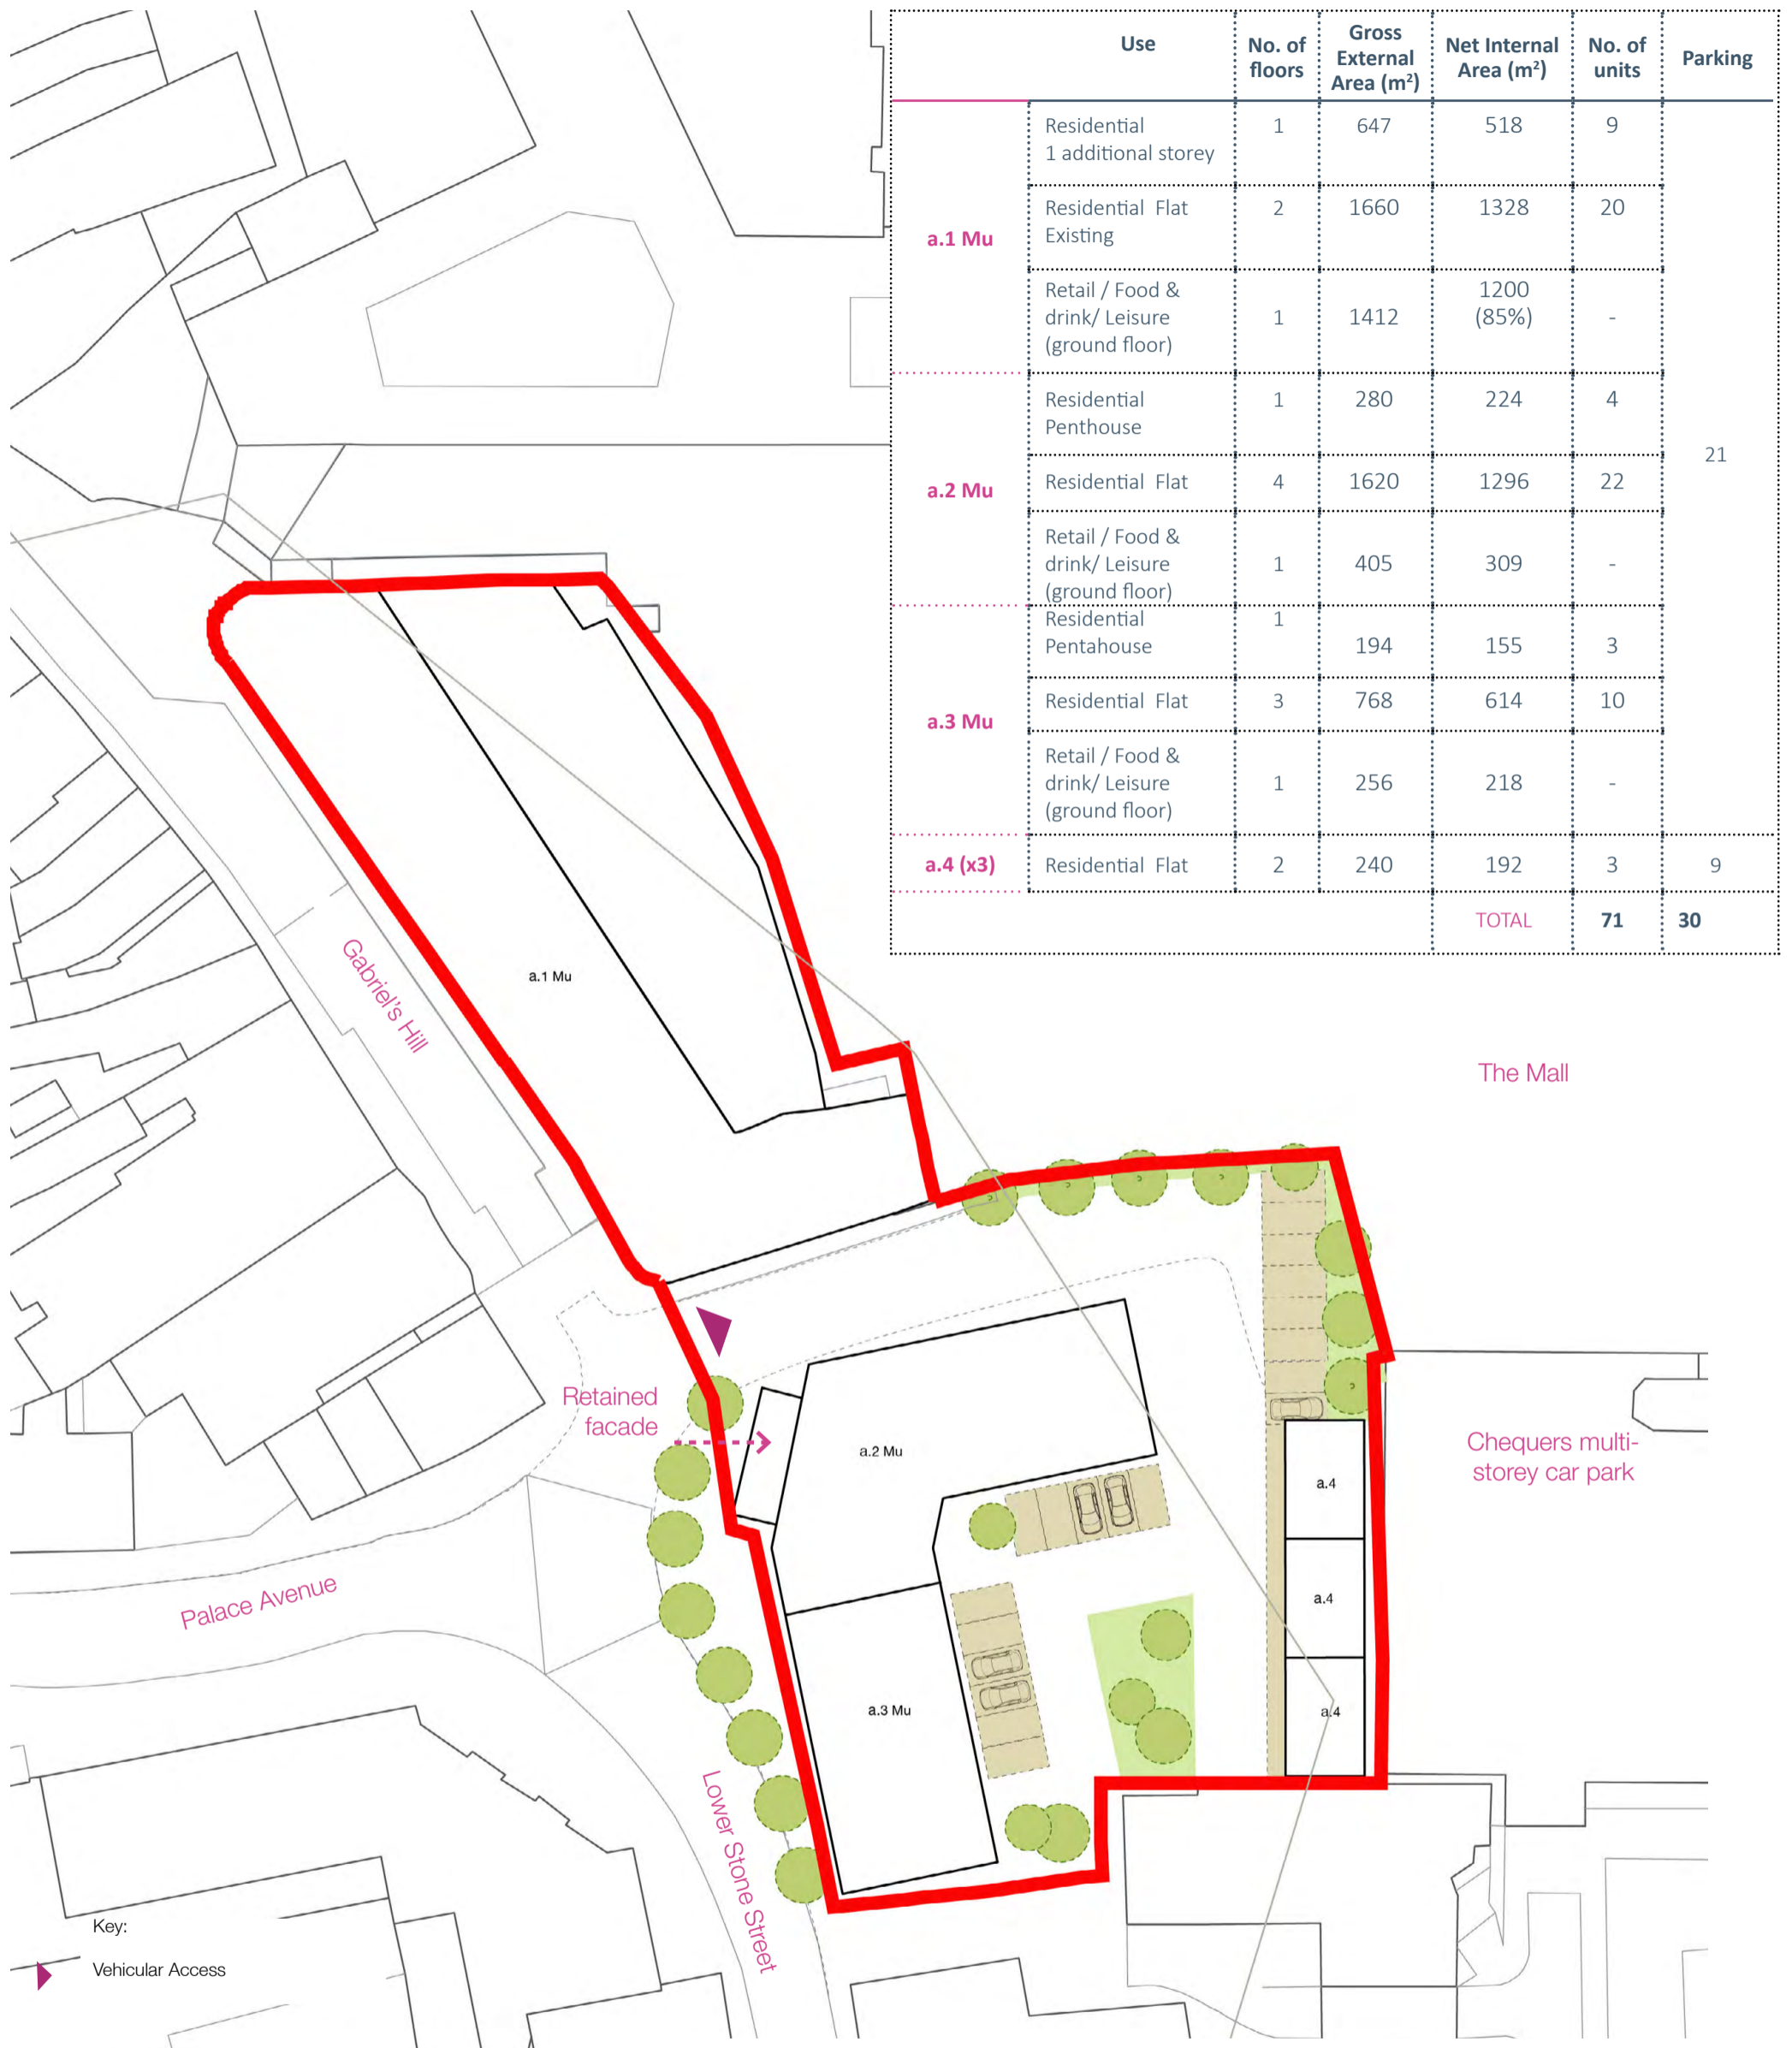 Use
No. of
floors
Gross
External
Area (m²)
Net Internal
Area (m²)
No. of
units
Parking
a.1 Mu
Residential
1 additional storey
1
647
518
9
Residential Flat
Existing
2
1660
1328
20
Retail / Food &
drink/ Leisure
(ground floor)
1
1412
1200
(85%)
-
a.2 Mu
Residential
Penthouse
1
280
224
4
21
Residential Flat
4
1620
1296
22
Retail / Food &
drink/ Leisure
(ground floor)
1
405
309
-
a.3 Mu
Residential
Pentahouse
1
194
155
3
Residential Flat
3
768
614
10
Retail / Food &
drink/ Leisure
(ground floor)
1
256
218
-
a.4 (x3)
Residential Flat
2
240
192
3
9
TOTAL
71
30
Gabriel's Hill
a.1 Mu
The Mall
Retained
facade
a.2 Mu
Chequers multi-
storey car park
a.4
a.4
a.4
Palace Avenue
a.3 Mu
Lower Stone Street
Key:
Vehicular Access